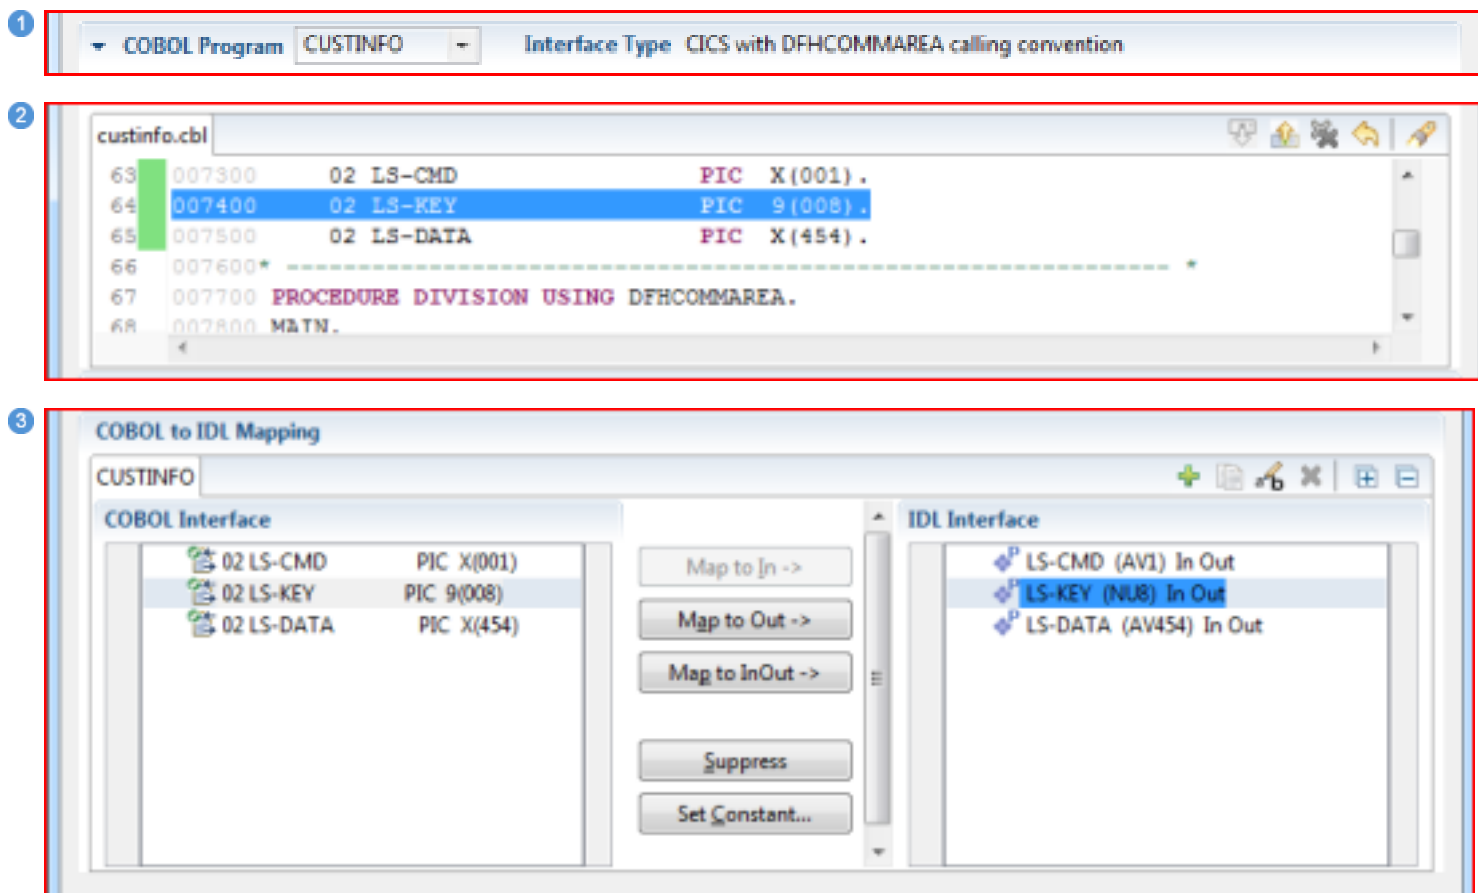 1
COBOL Program CUSTINFO Interface Type CICS with DFHCOMMAREA calling convention
2
custinfo.cbl
63 007300 02 LS-CMD PIC X(001).
64 007400 02 LS-KEY PIC 9(008).
65 007500 02 LS-DATA PIC X(454).
66 007600* -------------------------------------------------------------- *
67 007700 PROCEDURE DIVISION USING DFHCOMMAREA.
68 007800 MAIN.
3
COBOL to IDL Mapping
CUSTINFO
COBOL Interface IDL Interface
02 LS-CMD PIC X(001) Map to In -> LS-CMD (AV1) In Out
02 LS-KEY PIC 9(008) LS-KEY (NU8) In Out
02 LS-DATA PIC X(454) Map to Out -> LS-DATA (AV454) In Out
Map to InOut ->
Suppress
Set Constant...